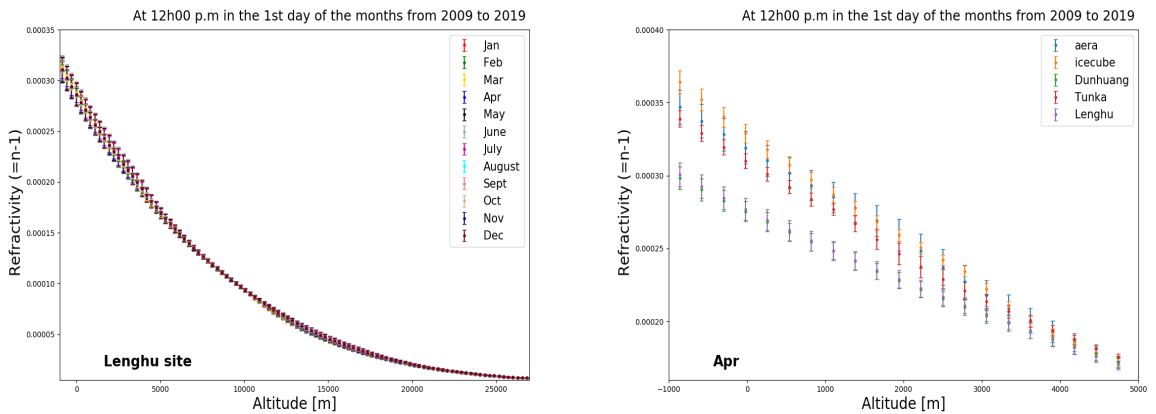 At 12h00 p.m in the 1st day of the months from 2009 to 2019
Refractivity (=n-1)
0.00035
0.00030
0.00025
0.00020
0.00015
0.00010
0.00005
Jan
Feb
Mar
Apr
May
June
July
August
Sept
Oct
Nov
Dec
Lenghu site
0 5000 10000 15000 20000 25000
Altitude [m]
At 12h00 p.m in the 1st day of the months from 2009 to 2019
Refractivity (=n-1)
0.00040
0.00035
0.00030
0.00025
0.00020
aera
icecube
Dunhuang
Tunka
Lenghu
Apr
−1000 0 1000 2000 3000 4000 5000
Altitude [m]